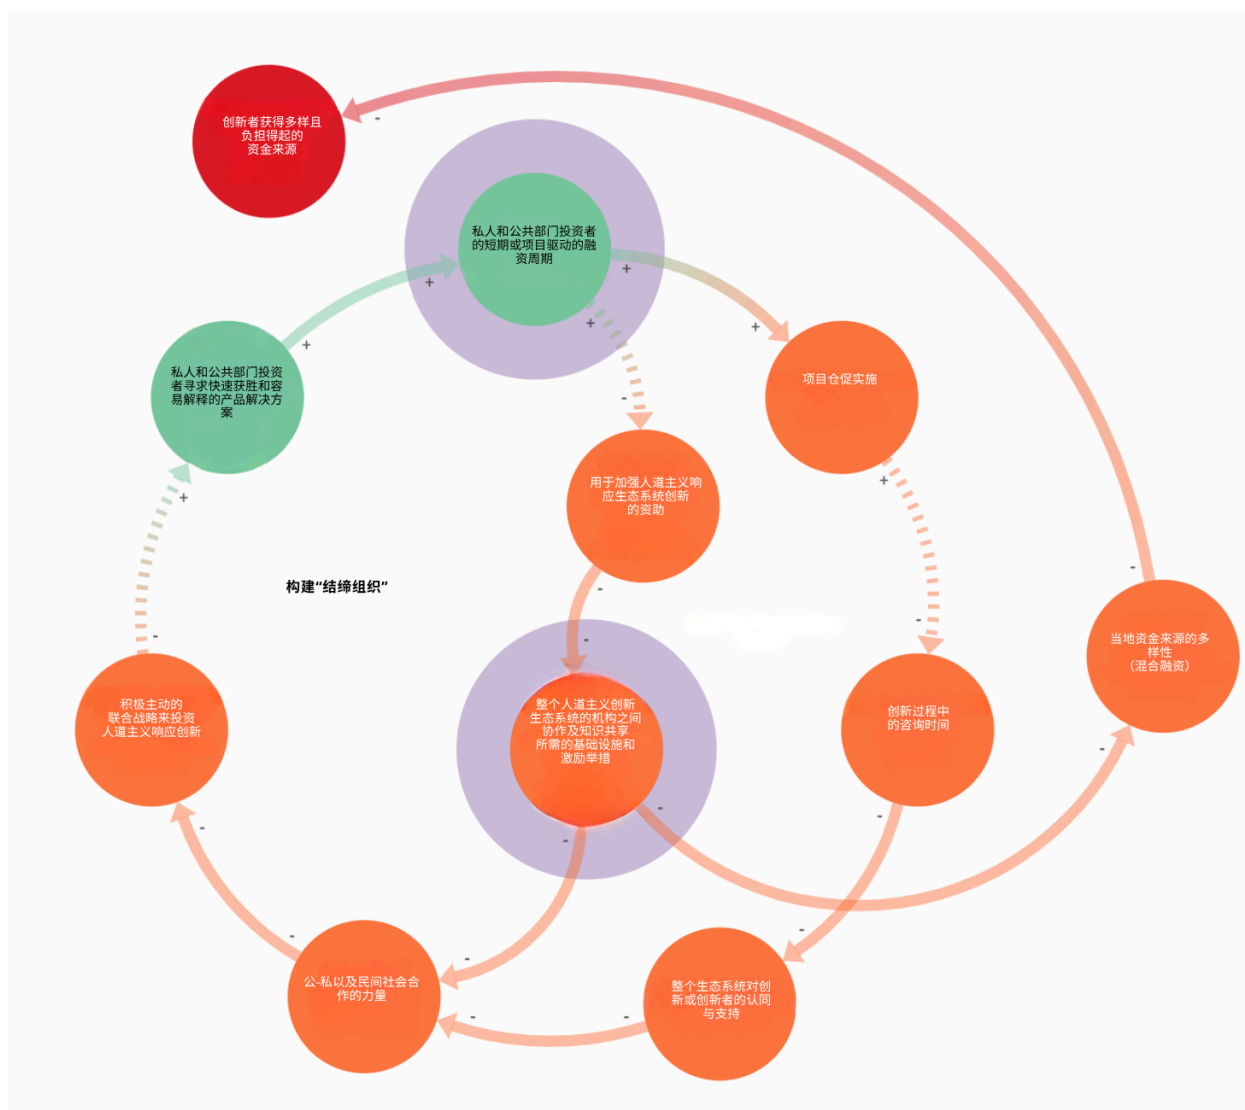 创新者获得多样且
负担得起的
资金来源
-
私人和公共部门投资者
的短期或项目驱动的融
资周期
+
+
+
+
+
+
私人和公共部门投资
者寻求快速获胜和容
易解释的产品解决方
案
项目仓促实施
-
用于加强人道主义响
应生态系统创新
的资助
+
+
构建“结缔组织”
-
-
-
-
-
当地资金来源的多
样性
（混合融资）
积极主动的
联合战略来投资
人道主义响应创新
整个人道主义创新
生态系统的机构之间
协作及知识共享
所需的基础设施和
激励举措
创新过程中
的咨询时间
-
-
-
-
-
-
-
-
-
公-私以及民间社会合
作的力量
整个生态系统对创
新或创新者的认同
与支持
-
-